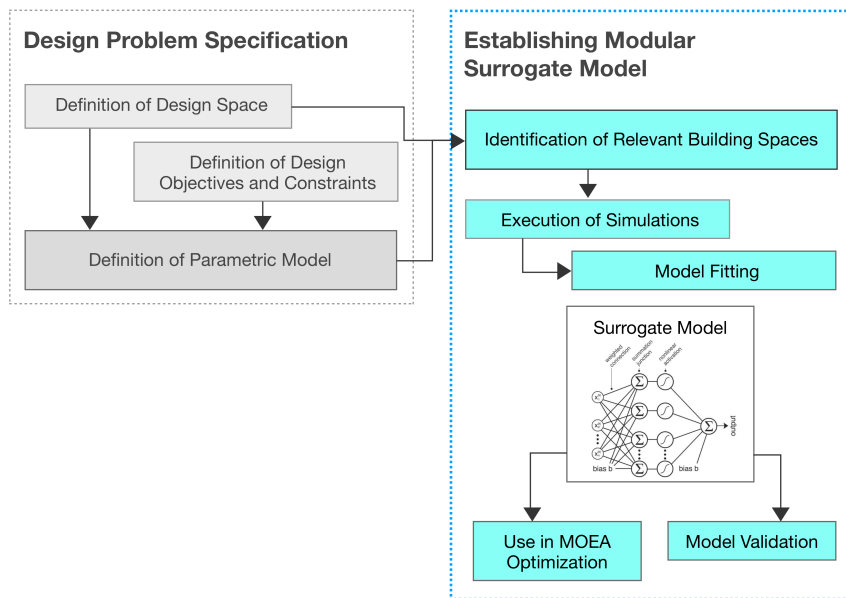 Design Problem Specification
Definition of Design Space
Definition of Design
Objectives and Constraints
Definition of Parametric Model
Establishing Modular
Surrogate Model
Identification of Relevant Building Spaces
Execution of Simulations
Model Fitting
Surrogate Model
weighted
connection
summation
junction
nonlinear
activation
Σ
Σ
Σ
Σ
Σ
output
bias b
bias b
Use in MOEA
Optimization
Model Validation